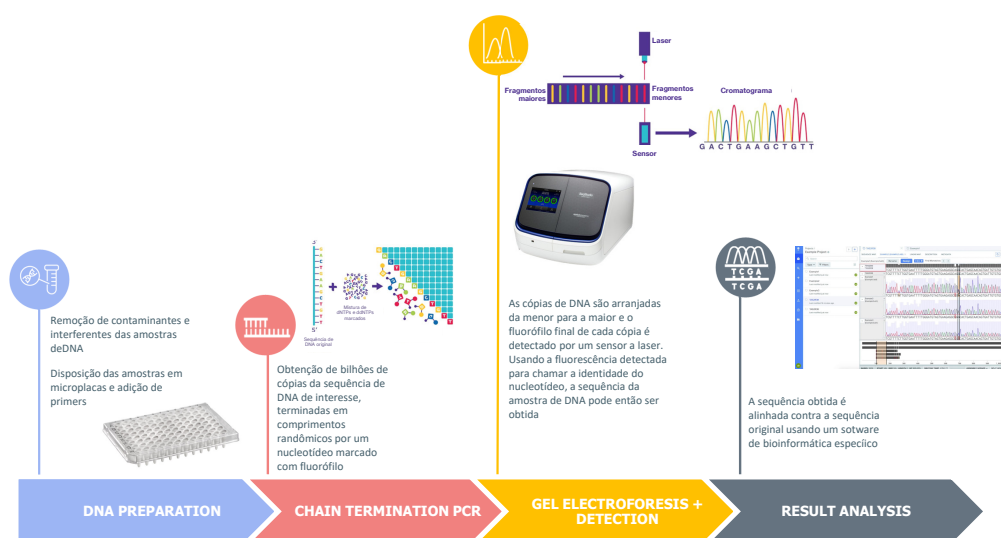 Laser
Fragmentos
maiores
Fragmentos
menores
Cromatograma
Sensor
G A C T G A A G C T G T T
3'
5'
Sequência de
DNA original
Mistura de
dNTPs e ddNTPs
marcados
TCGA
TCGA
Remoção de contaminantes e
interferentes das amostras
deDNA
Disposição das amostras em
microplacas e adição de
primers
Obtenção de bilhões de
cópias da sequência de
DNA de interesse,
terminadas em
comprimentos
randômicos por um
nucleotídeo marcado
com fluorófilo
As cópias de DNA são arranjadas
da menor para a maior e o
fluorófilo final de cada cópia é
detectado por um sensor a laser.
Usando a fluorescência detectada
para chamar a identidade do
nucleotídeo, a sequência da
amostra de DNA pode então ser
obtida
A sequência obtida é
alinhada contra a sequência
original usando um sotware
de bioinformática especíico
DNA PREPARATION
CHAIN TERMINATION PCR
GEL ELECTROFORESIS +
DETECTION
RESULT ANALYSIS